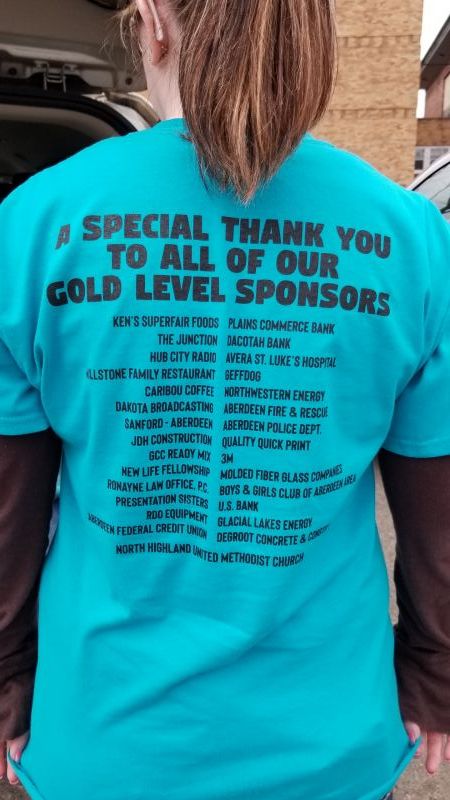 A SPECIAL THANK YOU
TO ALL OF OUR
GOLD LEVEL SPONSORS
KEN'S SUPERFAIR FOODS PLAINS COMMERCE BANK
THE JUNCTION DACOTAH BANK
HUB CITY RADIO AVERA ST. LUKE'S HOSPITAL
FAMILY RESTAURANT GEFFDOG
CARIBOU COFFEE NORTHWESTERN ENERGY
DAKOTA BROADCASTING ABERDEEN FIRE & RESCUE
SANFORD - ABERDEEN ABERDEEN POLICE DEPT.
JDH CONSTRUCTION QUALITY QUICK PRINT
GCC READY MIX 3M
NEW LIFE FELLOWSHIP MOLDED FIBER GLASS COMPANIES
RONAYNE LAW OFFICE, P.C. BOYS & GIRLS CLUB OF ABERDEEN AREA
PRESENTATION SISTERS U.S. BANK
RDO EQUIPMENT GLACIAL LAKES ENERGY
ABERDEEN FEDERAL CREDIT UNION DEGROOT CONCRETE &
NORTH HIGHLAND UNITED METHODIST CHURCH